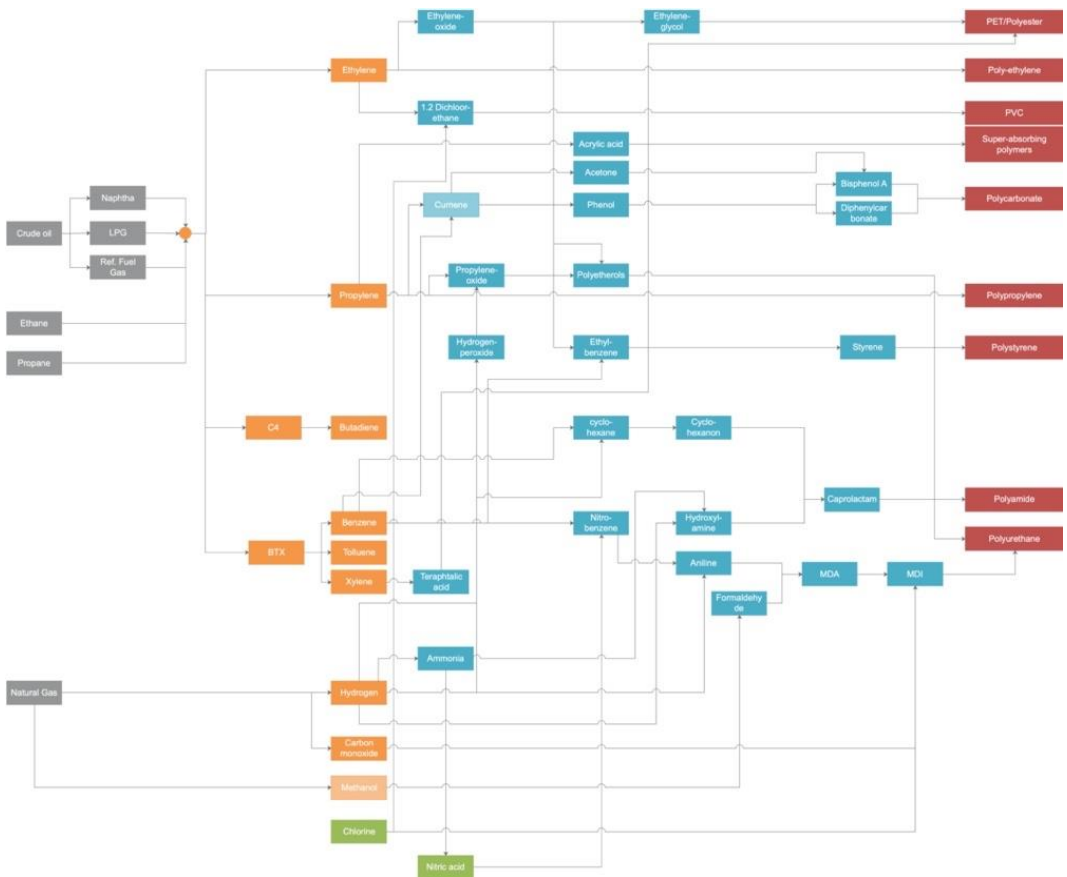 Ethylene-
oxide
Ethylene-
glycol
PET/Polyester
Ethylene
Poly-ethylene
1.2 Dichloor-
ethane
PVC
Acrylic acid
Super-absorbing
polymers
Acetone
Bisphenol A
Naphtha
Cumene
Phenol
Diphenylcar
bonate
Polycarbonate
Crude oil
LPG
Ref. Fuel
Gas
Propylene-
oxide
Polyetherols
Propylene
Polypropylene
Ethane
Hydrogen-
peroxide
Ethyl-
benzene
Styrene
Polystyrene
Propane
C4
Butadiene
cyclo-
hexane
Cyclo-
hexanon
Caprolactam
Polyamide
Benzene
Nitro-
benzene
Hydroxyl-
amine
Polyurethane
BTX
Tolluene
Aniline
MDA
MDI
Xylene
Teraphtalic
acid
Formaldehy
de
Ammonia
Natural Gas
Hydrogen
Carbon
monoxide
Methanol
Chlorine
Nitric acid